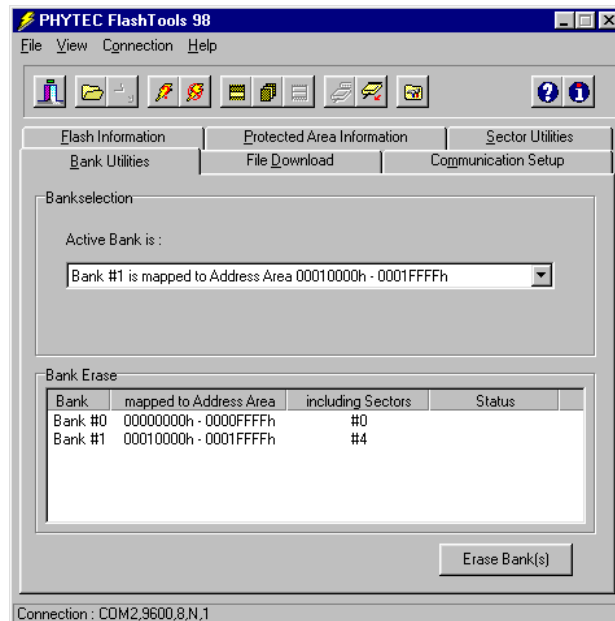 PHYTEC FlashTools 98
File View Connection Help
Flash Information Protected Area Information Sector Utilities
Bank Utilities File Download Communication Setup
Bankselection
Active Bank is :
Bank #1 is mapped to Address Area 00010000h - 0001FFFFh
Bank Erase
Bank mapped to Address Area including Sectors Status
Bank #0 00000000h - 0000FFFFh #0
Bank #1 00010000h - 0001FFFFh #4
Erase Bank(s)
Connection : COM2,9600,8,N,1